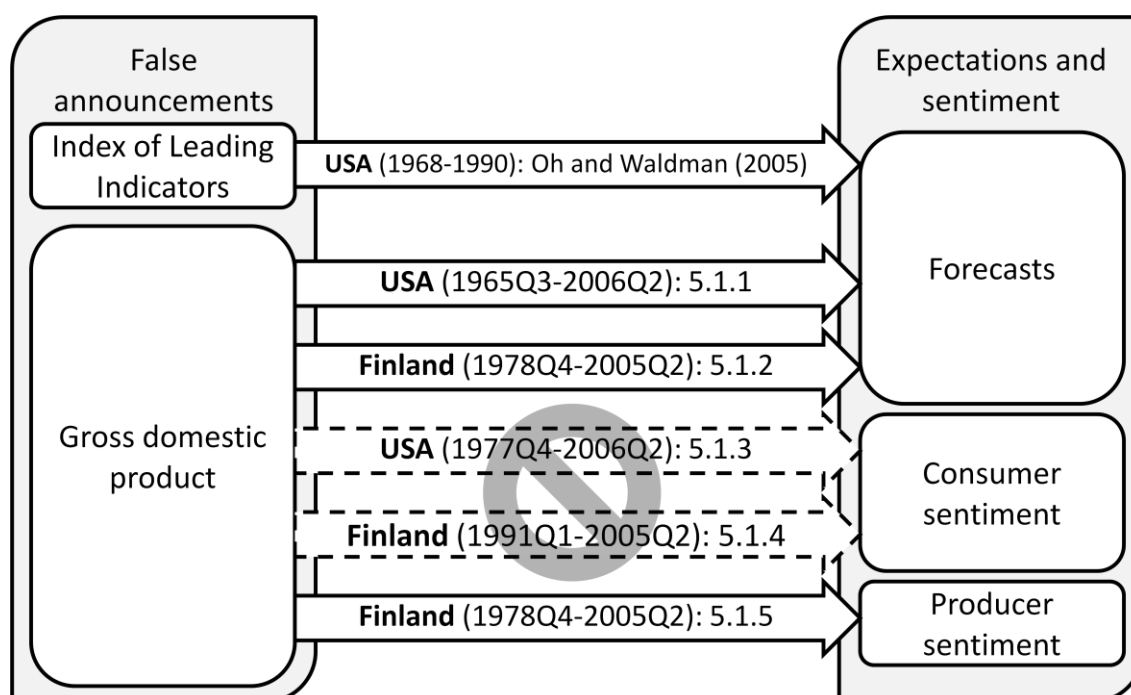 False
announcements
Index of Leading
Indicators
Gross domestic
product
USA (1968-1990): Oh and Waldman (2005)
USA (1965Q3-2006Q2): 5.1.1
Finland (1978Q4-2005Q2): 5.1.2
USA (1977Q4-2006Q2): 5.1.3
Finland (1991Q1-2005Q2): 5.1.4
Finland (1978Q4-2005Q2): 5.1.5
Expectations and
sentiment
Forecasts
Consumer
sentiment
Producer
sentiment